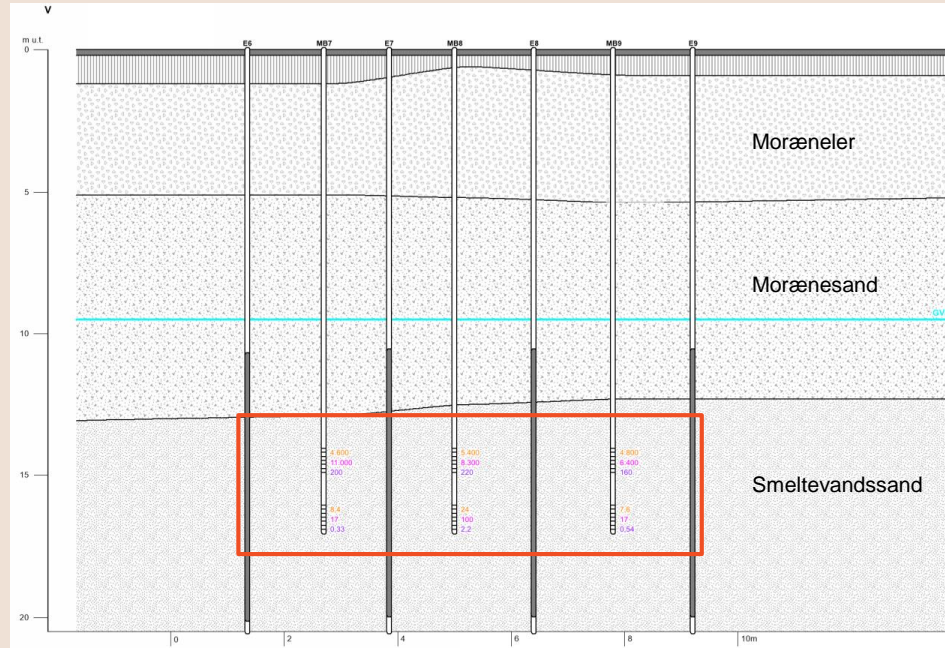 V
m u.t.
E6 MB7 E7 MB8 E8 MB9 E9
0
Moræneler
5
Morænesand
GV
10
4.600 5.400 4.800
11.000 8.300 6.400
200 220 160
15
Smeltevandssand
8.4 24 7.6
17 100 17
0.33 2.2 0.54
20
0 2 4 6 8 10m